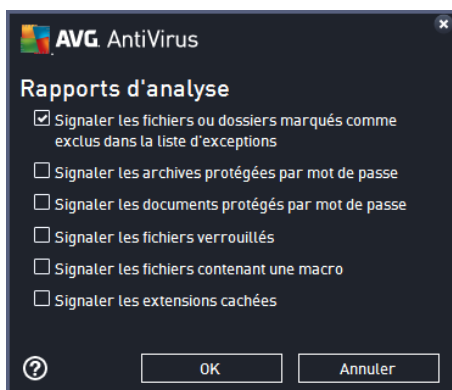 AVG AntiVirus
Rapports d'analyse
Signaler les fichiers ou dossiers marqués comme
exclus dans la liste d'exceptions
Signaler les archives protégées par mot de passe
Signaler les documents protégés par mot de passe
Signaler les fichiers verrouillés
Signaler les fichiers contenant une macro
Signaler les extensions cachées
? OK Annuler